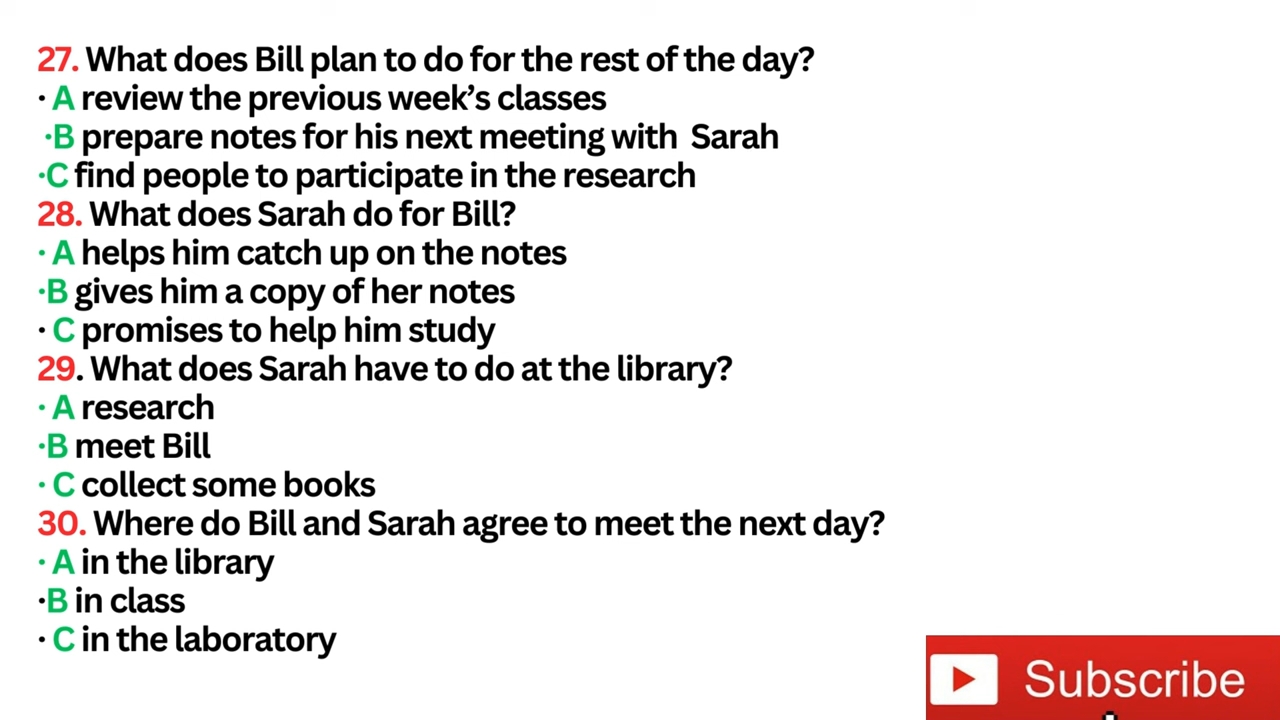 27. What does Bill plan to do for the rest of the day?
· A review the previous week’s classes
·B prepare notes for his next meeting with Sarah
·C find people to participate in the research
28. What does Sarah do for Bill?
· A helps him catch up on the notes
·B gives him a copy of her notes
· C promises to help him study
29. What does Sarah have to do at the library?
· A research
·B meet Bill
· C collect some books
30. Where do Bill and Sarah agree to meet the next day?
· A in the library
·B in class
· C in the laboratory
Subscribe